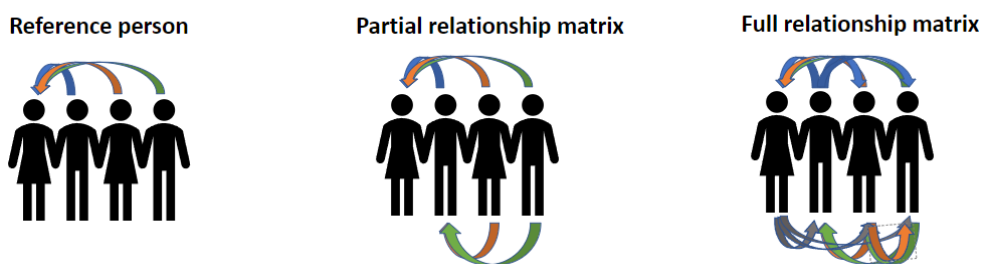 Reference person
Partial relationship matrix
Full relationship matrix